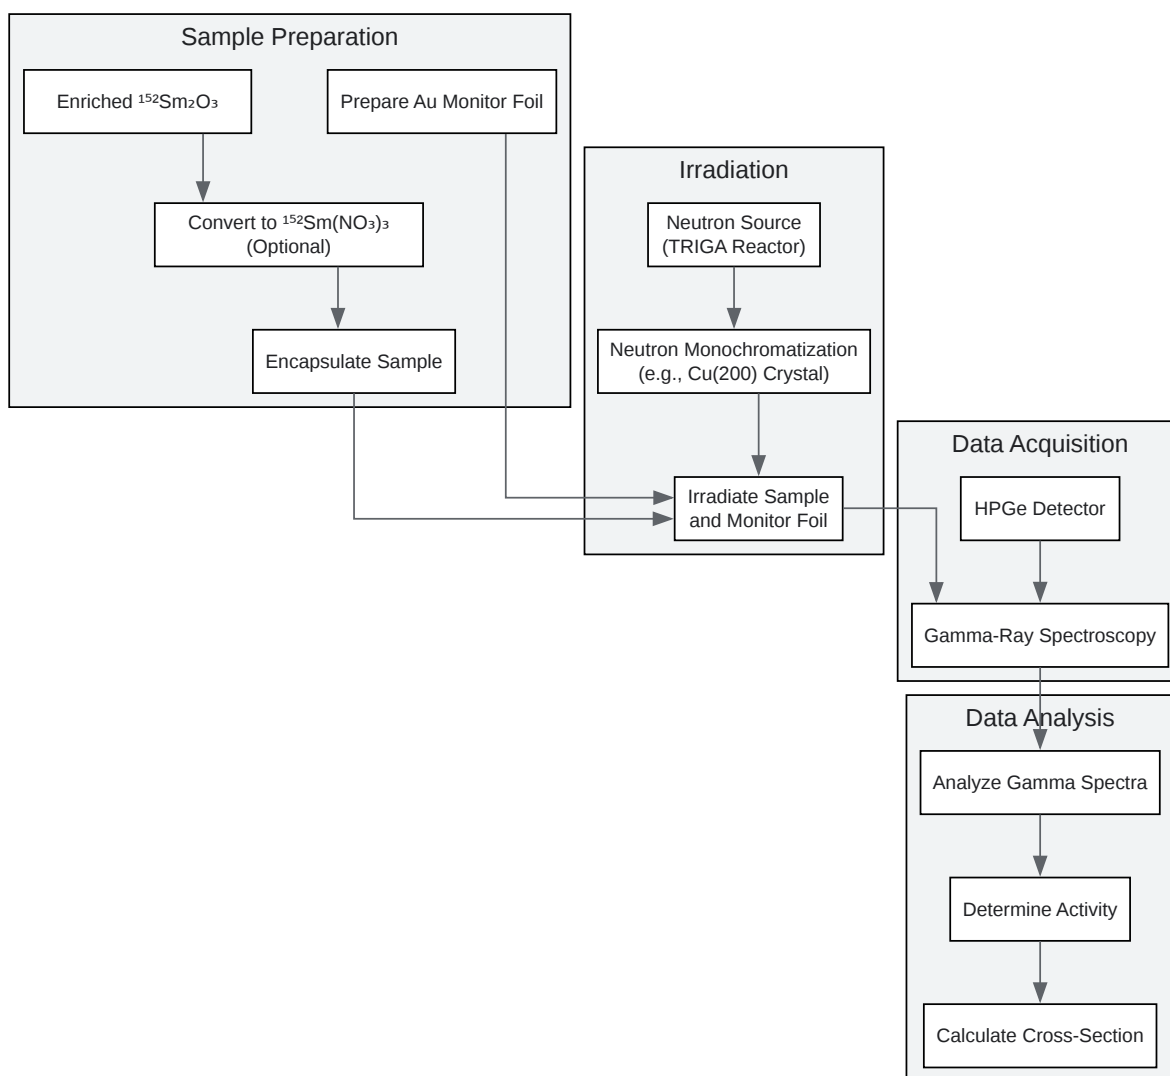 Sample Preparation
Enriched ¹⁵²Sm₂O₃
Prepare Au Monitor Foil
Convert to ¹⁵²Sm(NO₃)₃
(Optional)
Encapsulate Sample
Irradiation
Neutron Source
(TRIGA Reactor)
Neutron Monochromatization
(e.g., Cu(200) Crystal)
Irradiate Sample
and Monitor Foil
Data Acquisition
HPGe Detector
Gamma-Ray Spectroscopy
Data Analysis
Analyze Gamma Spectra
Determine Activity
Calculate Cross-Section